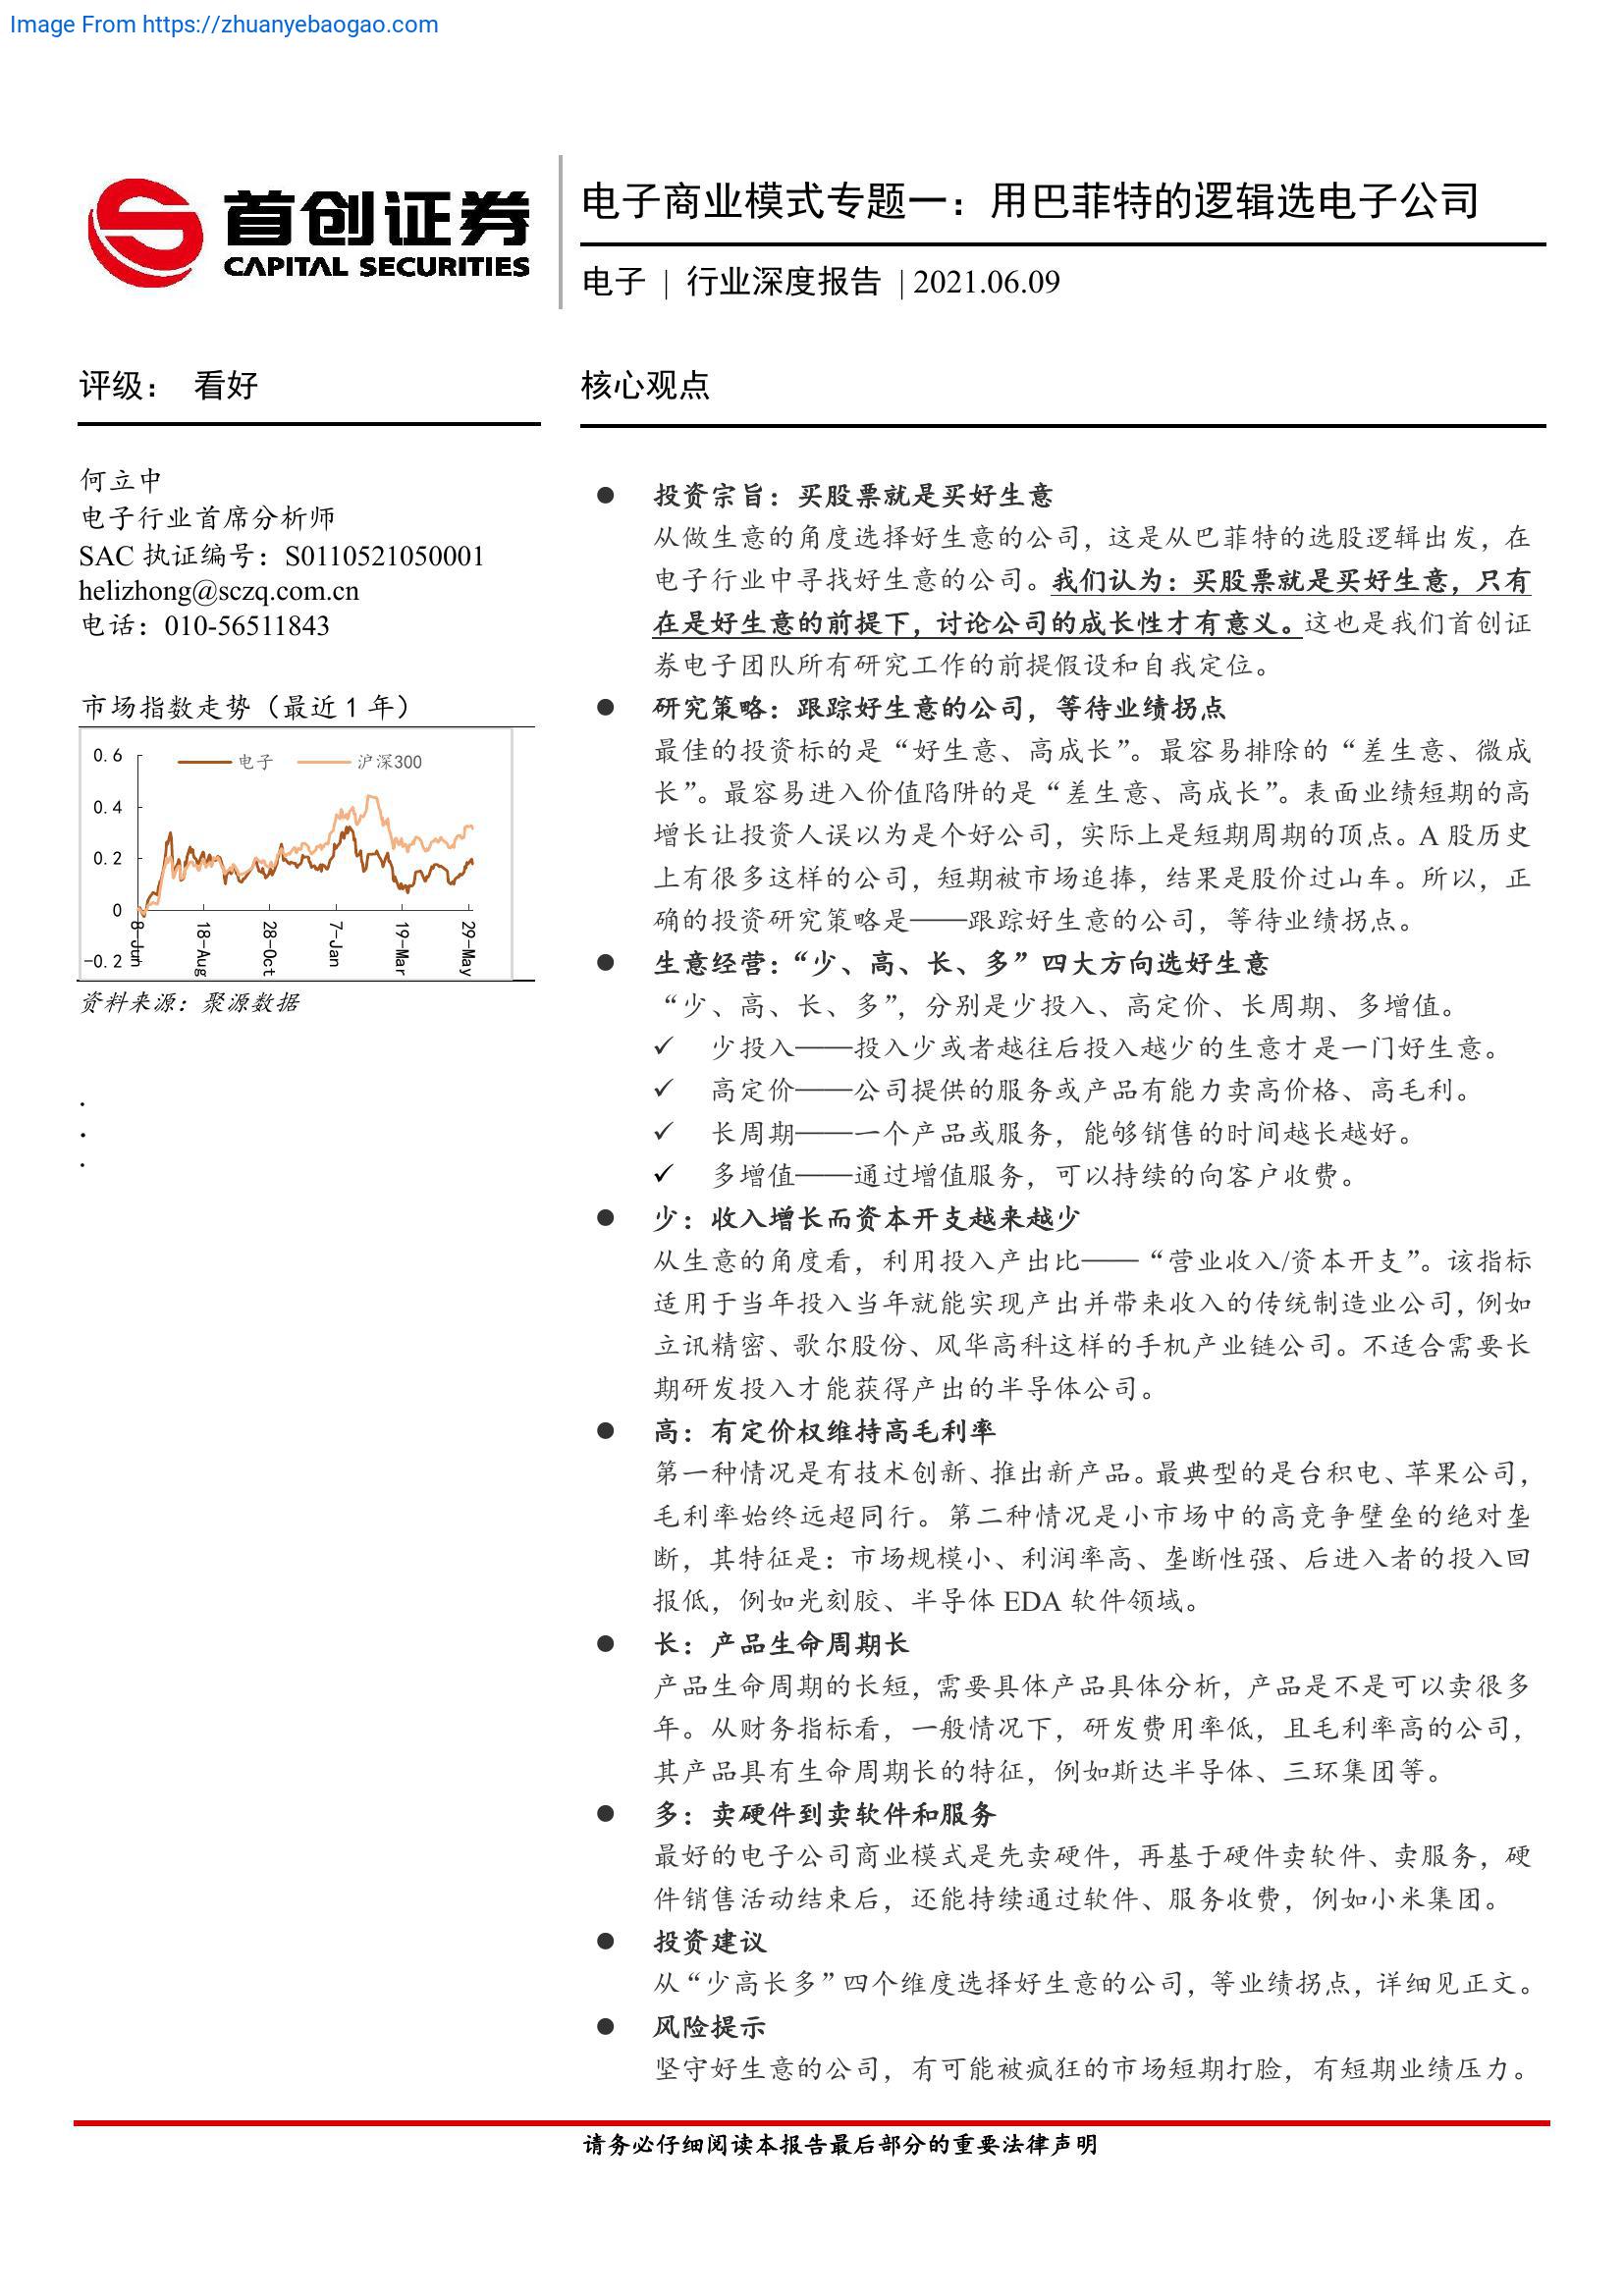 Image From https://zhuanyebaogao.com
首创证券
CAPITAL SECURITIES
电子商业模式专题一：用巴菲特的逻辑选电子公司
电子 | 行业深度报告 | 2021.06.09
评级： 看好
何立中
电子行业首席分析师
SAC 执证编号：S0110521050001
helizhong@sczq.com.cn
电话：010-56511843
市场指数走势（最近 1 年）
电子 沪深300
0.6
0.4
0.2
0
-0.2
8-Jun
18-Aug
28-Oct
7-Jan
19-Mar
29-May
资料来源：聚源数据
.
.
.
核心观点
● 投资宗旨：买股票就是买好生意
从做生意的角度选择好生意的公司，这是从巴菲特的选股逻辑出发，在
电子行业中寻找好生意的公司。我们认为：买股票就是买好生意，只有
在是好生意的前提下，讨论公司的成长性才有意义。这也是我们首创证
券电子团队所有研究工作的前提假设和自我定位。
● 研究策略：跟踪好生意的公司，等待业绩拐点
最佳的投资标的是“好生意、高成长”。最容易排除的“差生意、微成
长”。最容易进入价值陷阱的是“差生意、高成长”。表面业绩短期的高
增长让投资人误以为是个好公司，实际上是短期周期的顶点。A 股历史
上有很多这样的公司，短期被市场追捧，结果是股价过山车。所以，正
确的投资研究策略是——跟踪好生意的公司，等待业绩拐点。
● 生意经营：“少、高、长、多”四大方向选好生意
“少、高、长、多”，分别是少投入、高定价、长周期、多增值。
✓ 少投入——投入少或者越往后投入越少的生意才是一门好生意。
✓ 高定价——公司提供的服务或产品有能力卖高价格、高毛利。
✓ 长周期——一个产品或服务，能够销售的时间越长越好。
✓ 多增值——通过增值服务，可以持续的向客户收费。
● 少：收入增长而资本开支越来越少
从生意的角度看，利用投入产出比——“营业收入/资本开支”。该指标
适用于当年投入当年就能实现产出并带来收入的传统制造业公司，例如
立讯精密、歌尔股份、风华高科这样的手机产业链公司。不适合需要长
期研发投入才能获得产出的半导体公司。
● 高：有定价权维持高毛利率
第一种情况是有技术创新、推出新产品。最典型的是台积电、苹果公司，
毛利率始终远超同行。第二种情况是小市场中的高竞争壁垒的绝对垄
断，其特征是：市场规模小、利润率高、垄断性强、后进入者的投入回
报低，例如光刻胶、半导体 EDA 软件领域。
● 长：产品生命周期长
产品生命周期的长短，需要具体产品具体分析，产品是不是可以卖很多
年。从财务指标看，一般情况下，研发费用率低，且毛利率高的公司，
其产品具有生命周期长的特征，例如斯达半导体、三环集团等。
● 多：卖硬件到卖软件和服务
最好的电子公司商业模式是先卖硬件，再基于硬件卖软件、卖服务，硬
件销售活动结束后，还能持续通过软件、服务收费，例如小米集团。
● 投资建议
从“少高长多”四个维度选择好生意的公司，等业绩拐点，详细见正文。
● 风险提示
坚守好生意的公司，有可能被疯狂的市场短期打脸，有短期业绩压力。
请务必仔细阅读本报告最后部分的重要法律声明